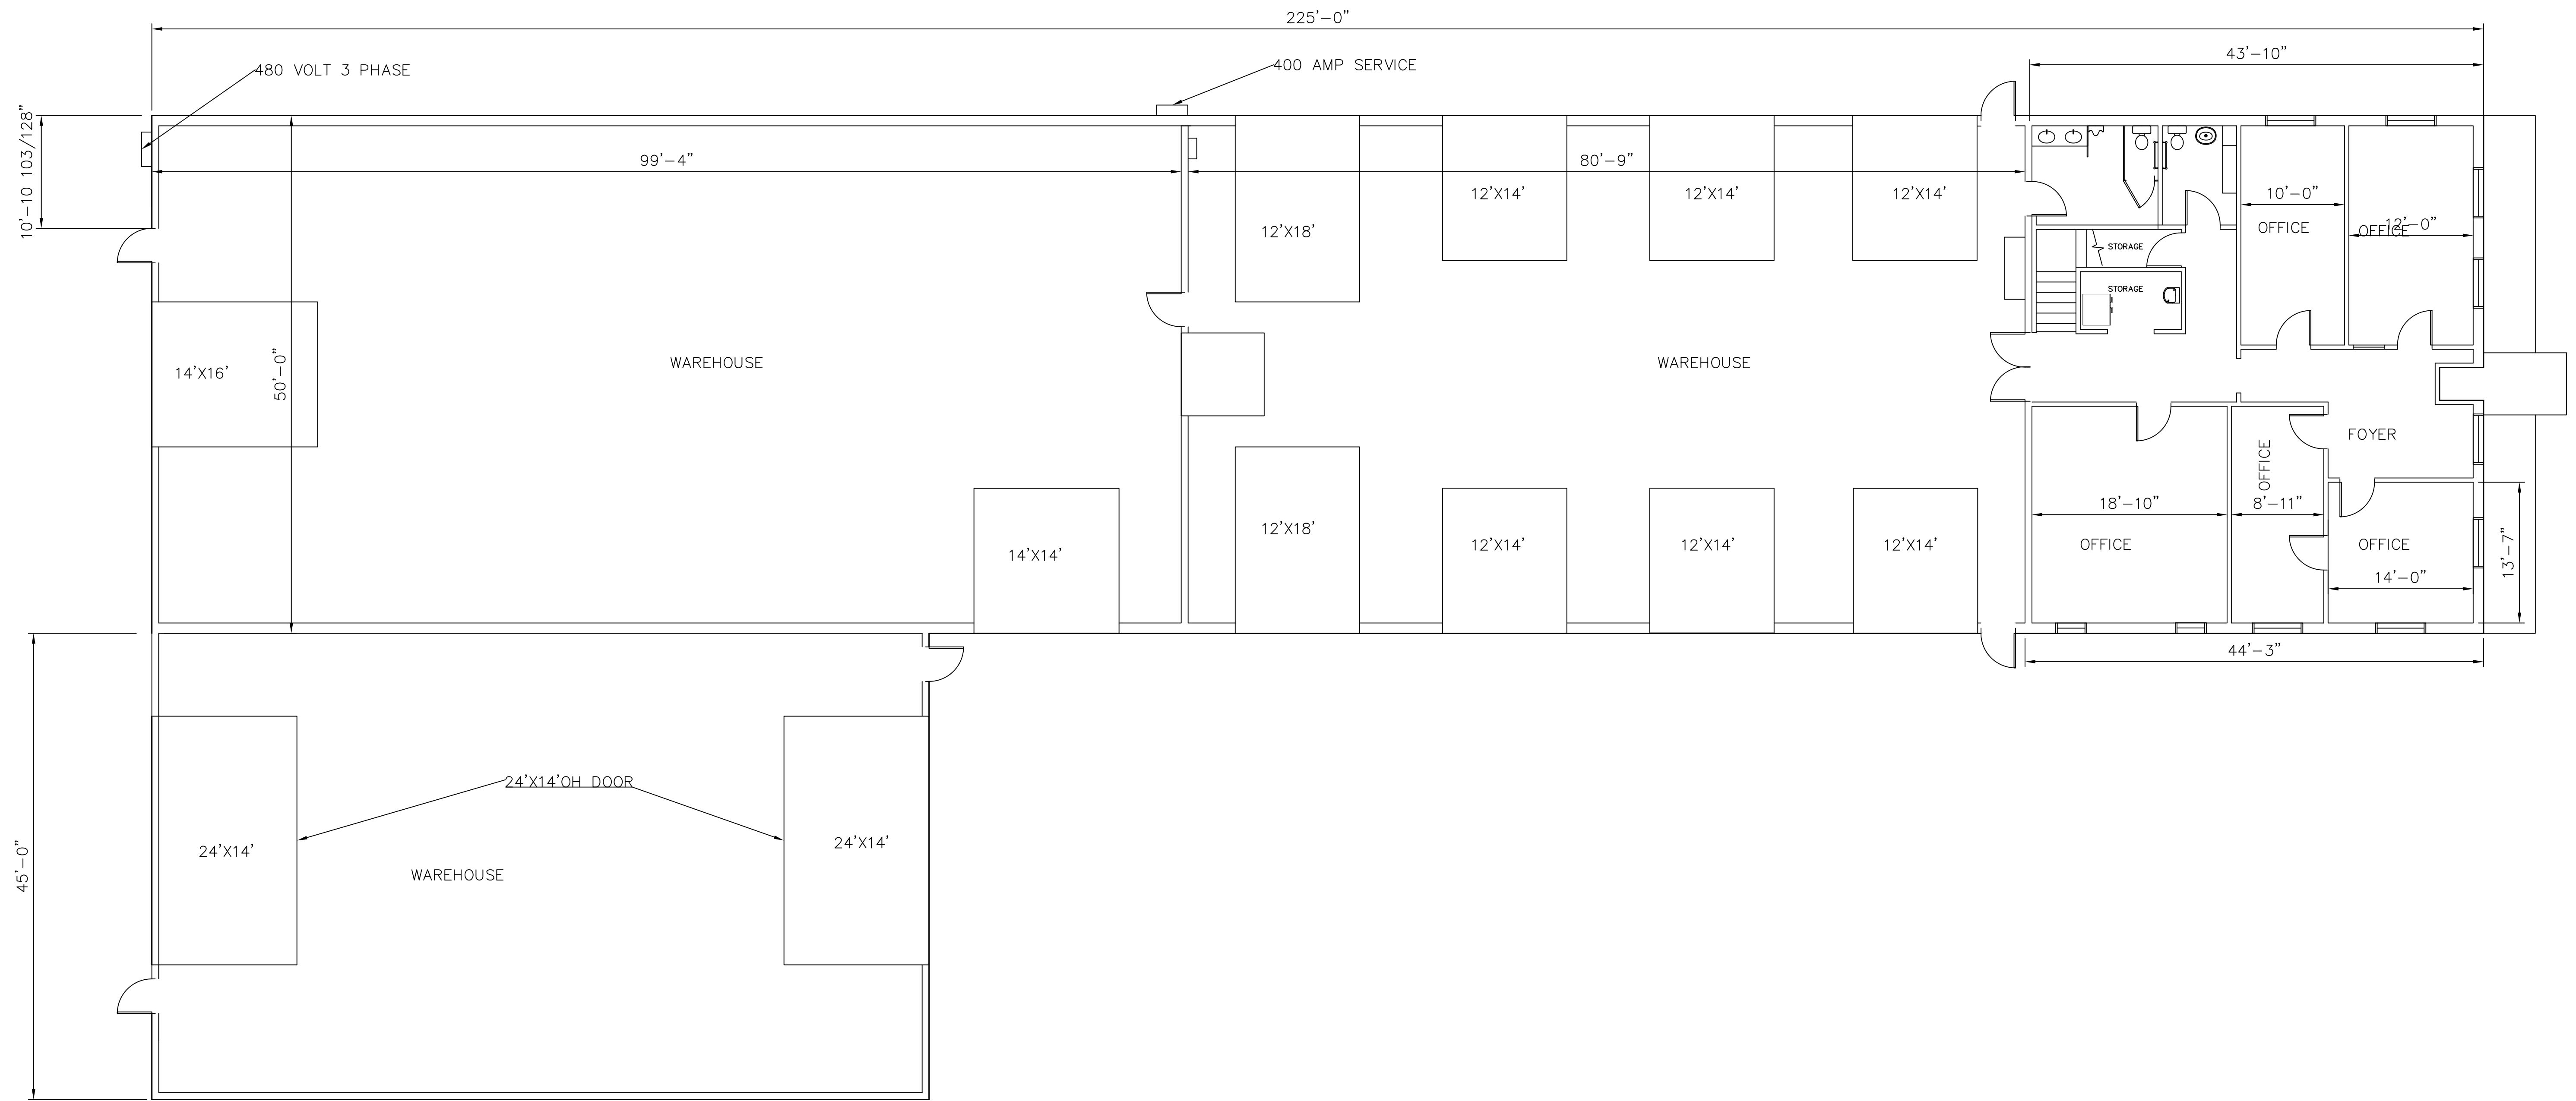 225'-0"
43'-10"
480 VOLT 3 PHASE
400 AMP SERVICE
10'-10 103/128"
99'-4"
80'-9"
12'X14'
12'X14'
12'X14'
10'-0"
12'X18'
OFFICE
OFFICE
12'-0"
STORAGE
STORAGE
14'X16'
50'-0"
WAREHOUSE
WAREHOUSE
FOYER
OFFICE
18'-10"
8'-11"
12'X18'
14'X14'
12'X14'
12'X14'
12'X14'
OFFICE
OFFICE
13'-7"
14'-0"
44'-3"
24'X14'OH DOOR
24'X14'
24'X14'
WAREHOUSE
45'-0"